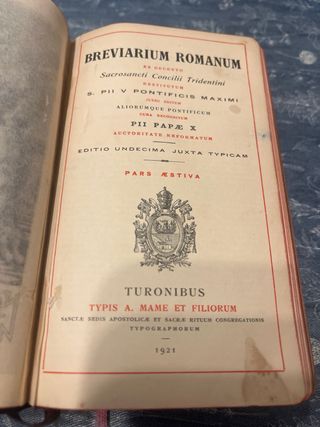 BREVIARIUM ROMANUM
EX DECRETO
Sacrosancti Concilii Tridentini
RESTITUTUM
S. PII V PONTIFICIS MAXIMI
JUSSU EDITUM
ALIORUMQUE PONTIFICUM
CURA RECOGNITUM
PII PAPÆ X
AUCTORITATE REFORMATUM
EDITIO UNDECIMA JUXTA TYPICAM
PARS ÆSTIVA
TURONIBUS
TYPIS A. MAME ET FILIORUM
SANCTÆ SEDIS APOSTOLICÆ ET SACRÆ RITUUM CONGREGATIONIS
TYPOGRAPHORUM
1921